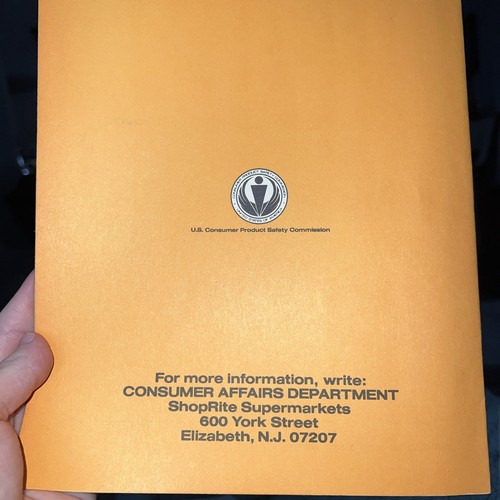 U.S. Consumer Product Safety Commission
For more information, write:
CONSUMER AFFAIRS DEPARTMENT
ShopRite Supermarkets
600 York Street
Elizabeth, N.J. 07207